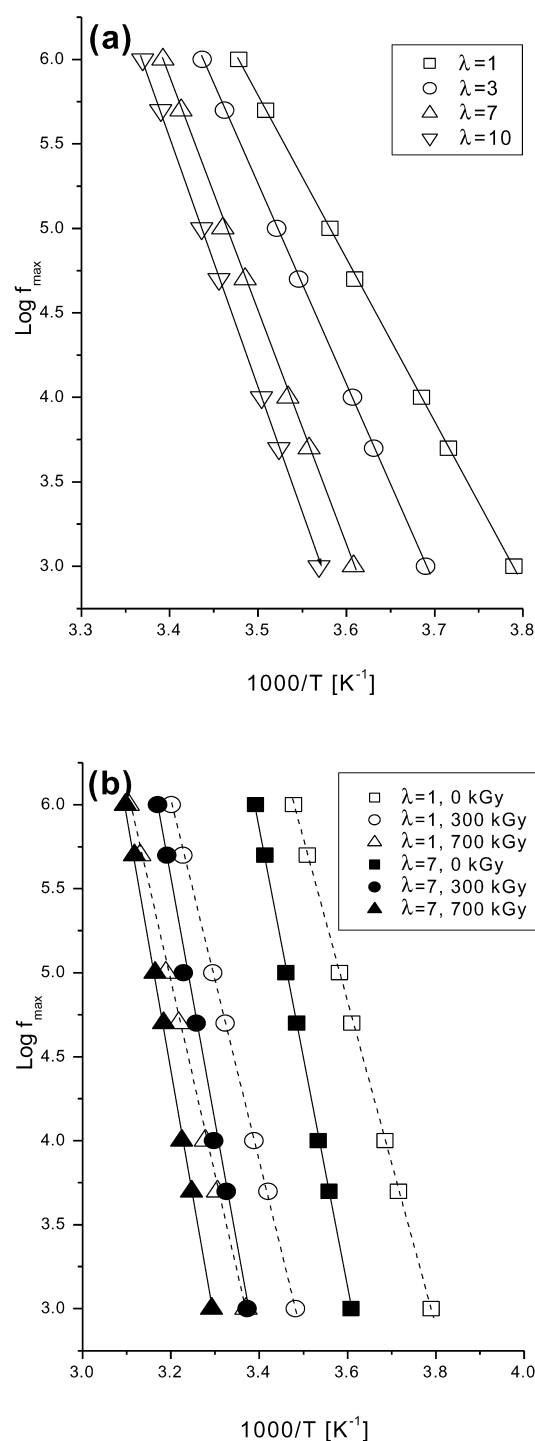 (a)
λ=1
λ=3
λ=7
λ=10
6.0
5.5
5.0
4.5
4.0
3.5
3.0
Log fmax
3.3 3.4 3.5 3.6 3.7 3.8
1000/T [K-1]
(b)
λ=1, 0 kGy
λ=1, 300 kGy
λ=1, 700 kGy
λ=7, 0 kGy
λ=7, 300 kGy
λ=7, 700 kGy
6.0
5.5
5.0
4.5
4.0
3.5
3.0
Log fmax
3.0 3.2 3.4 3.6 3.8 4.0
1000/T [K-1]